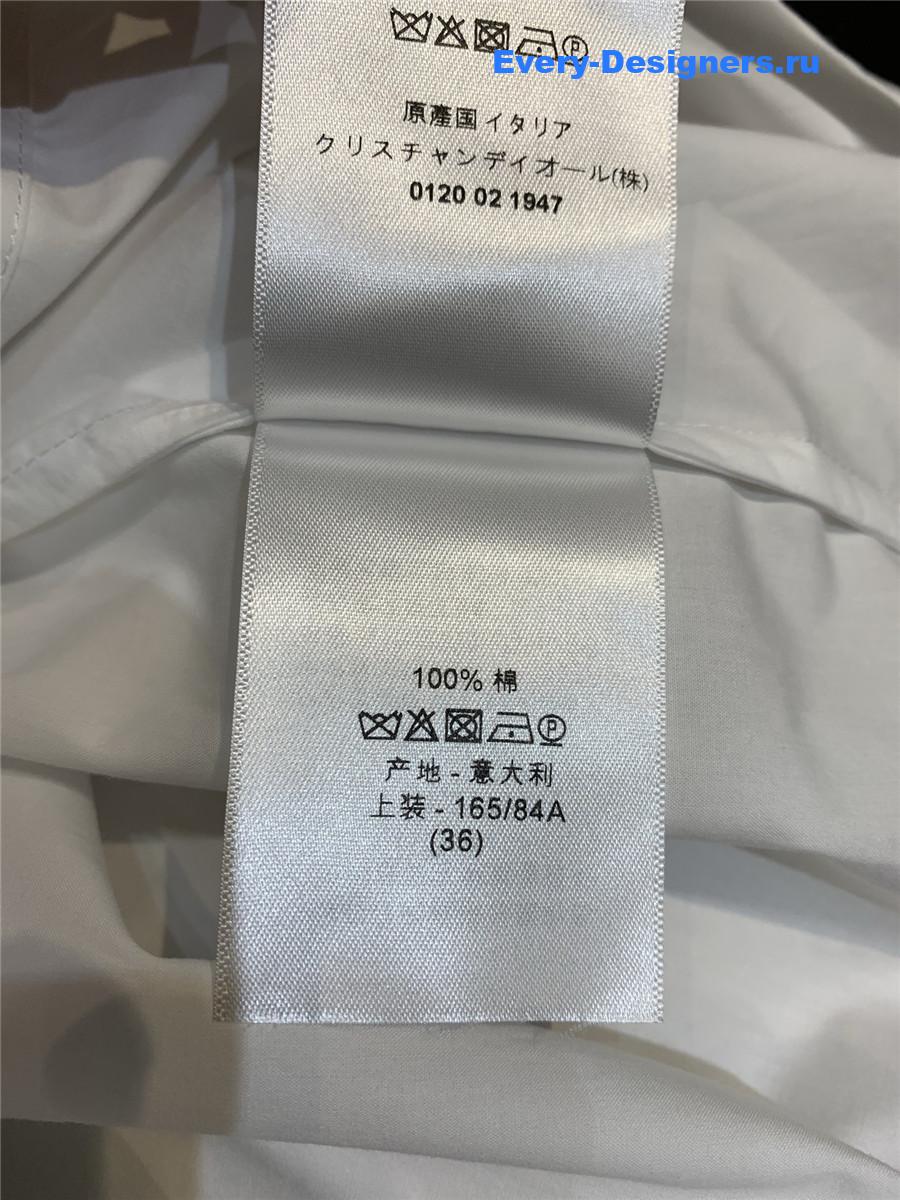 Every-Designers.ru
原產国イタリア
クリスチャンディオール(株)
0120 02 1947
100% 棉
P
产地 - 意大利
上装 - 165/84A
(36)